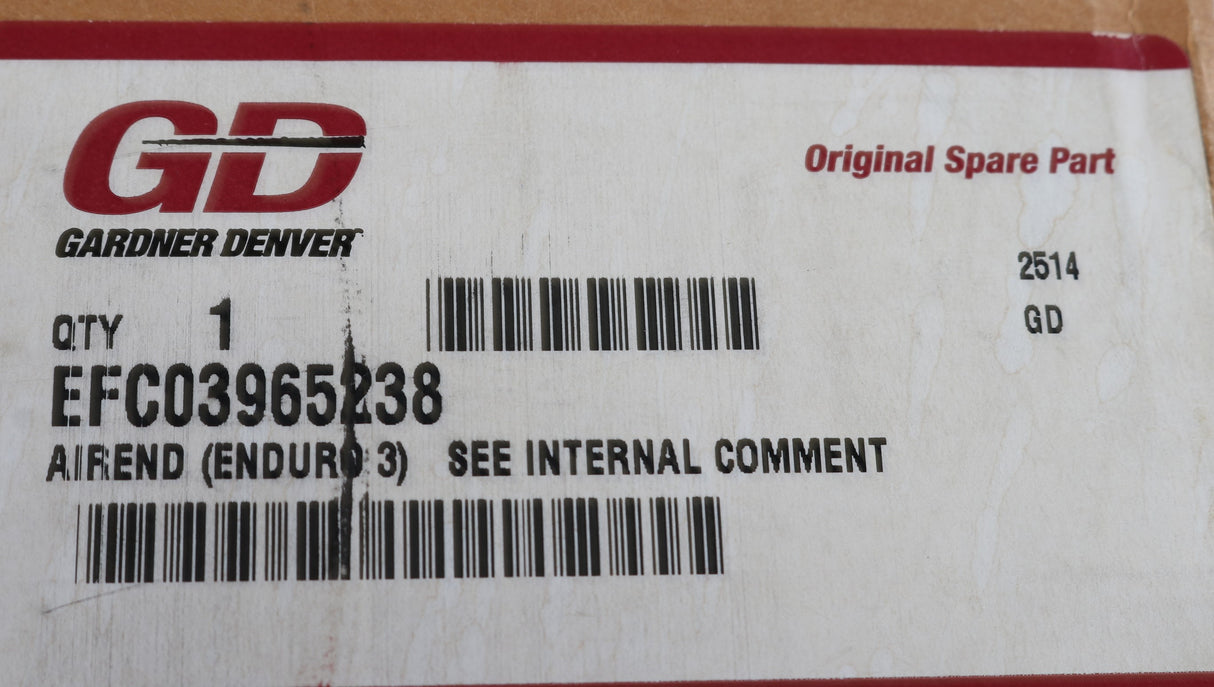 GD
GARDNER DENVER
Original Spare Part
2514
GD
QTY 1
EFC03965238
AIREND (ENDURO 3) SEE INTERNAL COMMENT